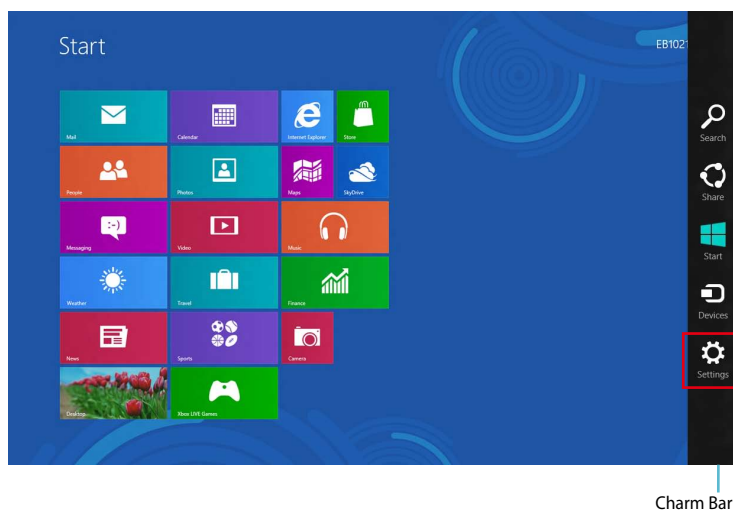 Start
EB1021
Mail
Calendar
Internet Explorer
Store
People
Photos
Maps
SkyDrive
:-)
Messaging
Video
Music
Weather
Travel
Finance
News
Sports
Camera
Desktop
Xbox LIVE Games
Search
Share
Start
Devices
Settings
Charm Bar